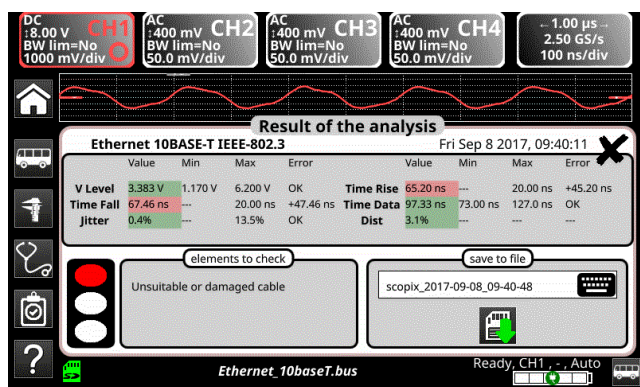 DC
↕8.00 V CH1
BW lim=No
1000 mV/div
AC
↕400 mV CH2
BW lim=No
50.0 mV/div
AC
↕400 mV CH3
BW lim=No
50.0 mV/div
AC
↕400 mV CH4
BW lim=No
50.0 mV/div
←1.00 µs→
2.50 GS/s
100 ns/div
Result of the analysis
Ethernet 10BASE-T IEEE-802.3 Fri Sep 8 2017, 09:40:11
Value Min Max Error Value Min Max Error
V Level 3.383 V 1.170 V 6.200 V OK Time Rise 65.20 ns --- 20.00 ns +45.20 ns
Time Fall 67.46 ns --- 20.00 ns +47.46 ns Time Data 97.33 ns 73.00 ns 127.0 ns OK
Jitter 0.4% --- 13.5% OK Dist 3.1% --- --- ---
elements to check
Unsuitable or damaged cable
save to file
scopix_2017-09-08_09-40-48
?
Ethernet_10baseT.bus
Ready, CH1 , - , Auto